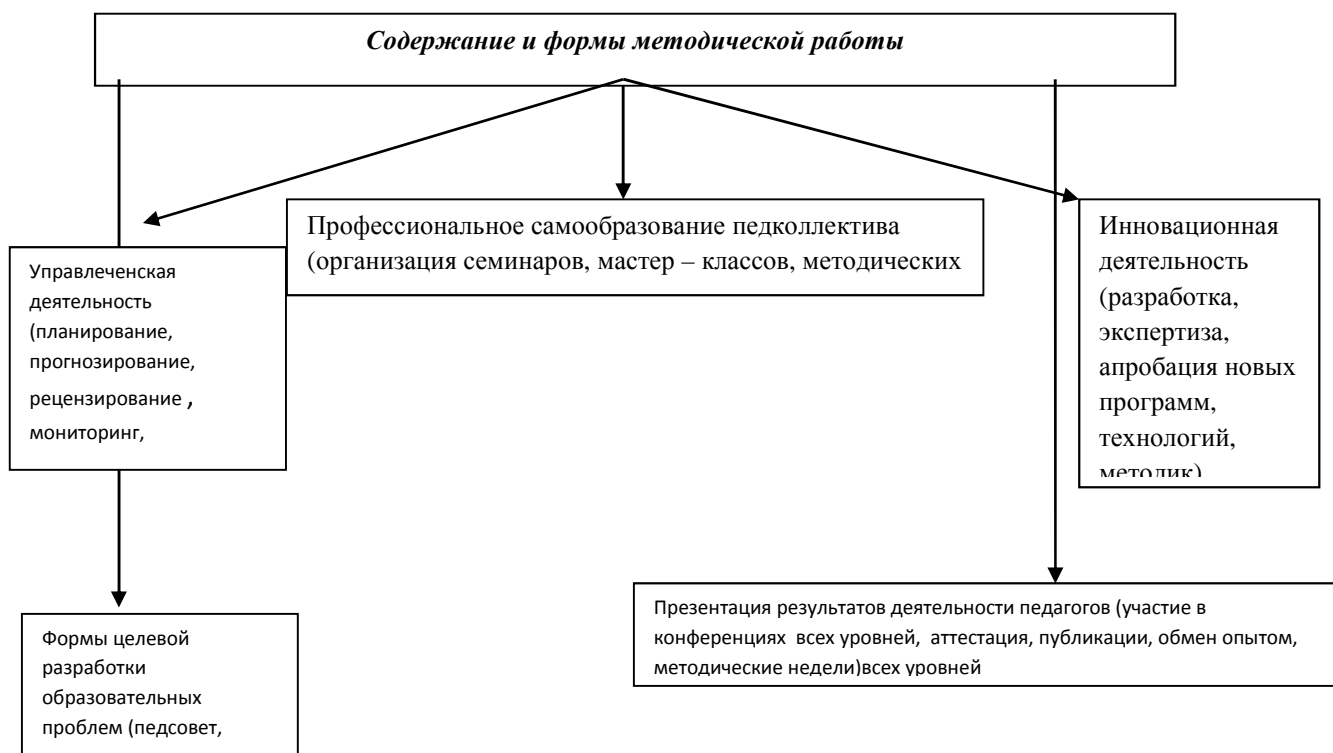 Содержание и формы методической работы
Профессиональное самообразование педколлектива
(организация семинаров, мастер – классов, методических
Инновационная
деятельность
(разработка,
экспертиза,
апробация новых
программ,
технологий,
методик)
Управлеченская
деятельность
(планирование,
прогнозирование,
рецензирование ,
мониторинг,
Презентация результатов деятельности педагогов (участие в
конференциях  всех уровней,  аттестация, публикации, обмен опытом,
методические недели)всех уровней
Формы целевой
разработки
образовательных
проблем (педсовет,